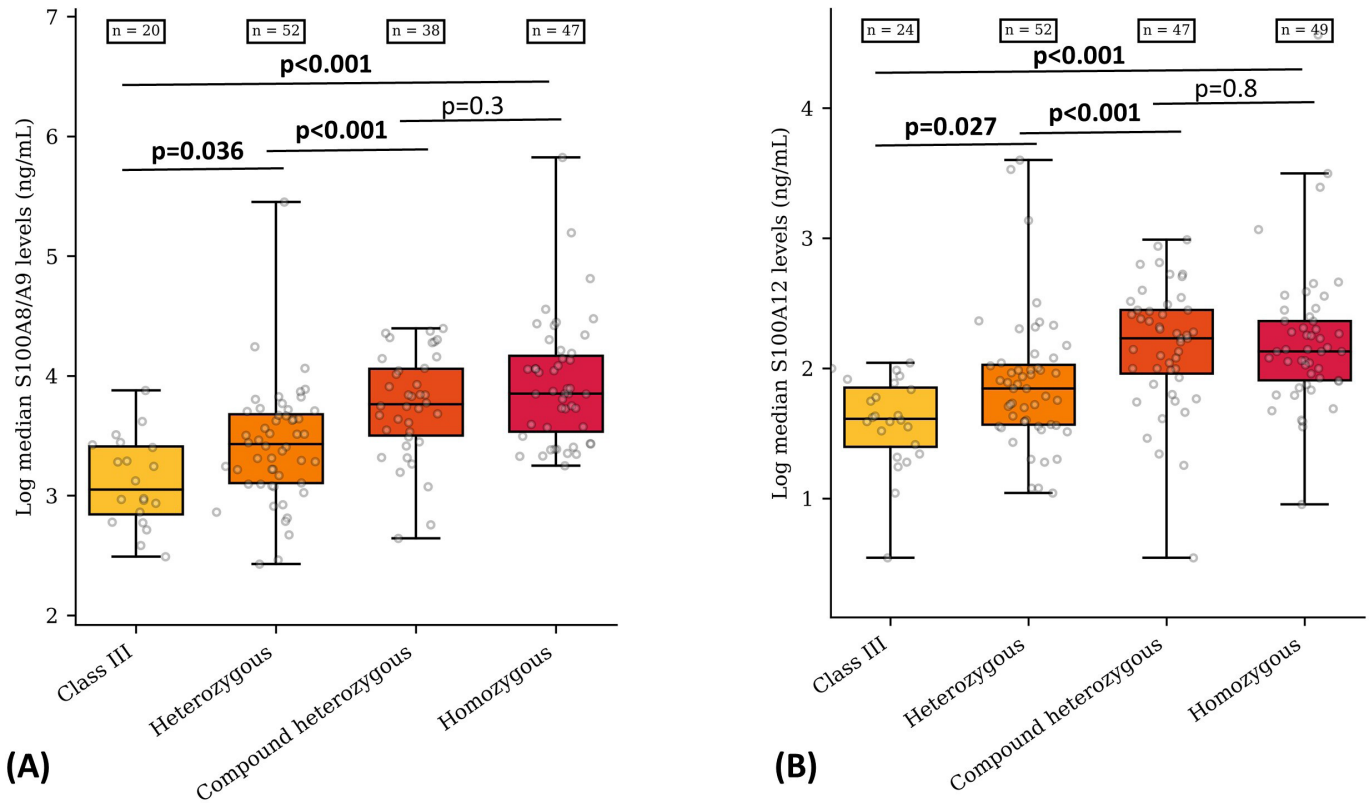 n = 20
n = 52
n = 38
n = 47
p<0.001
p=0.3
p<0.001
p=0.036
7
6
5
4
3
2
Log median S100A8/A9 levels (ng/mL)
Class III
Heterozygous
Compound heterozygous
Homozygous
(A)
n = 24
n = 52
n = 47
n = 49
p<0.001
p=0.8
p<0.001
p=0.027
4
3
2
1
Log median S100A12 levels (ng/mL)
Class III
Heterozygous
Compound heterozygous
Homozygous
(B)